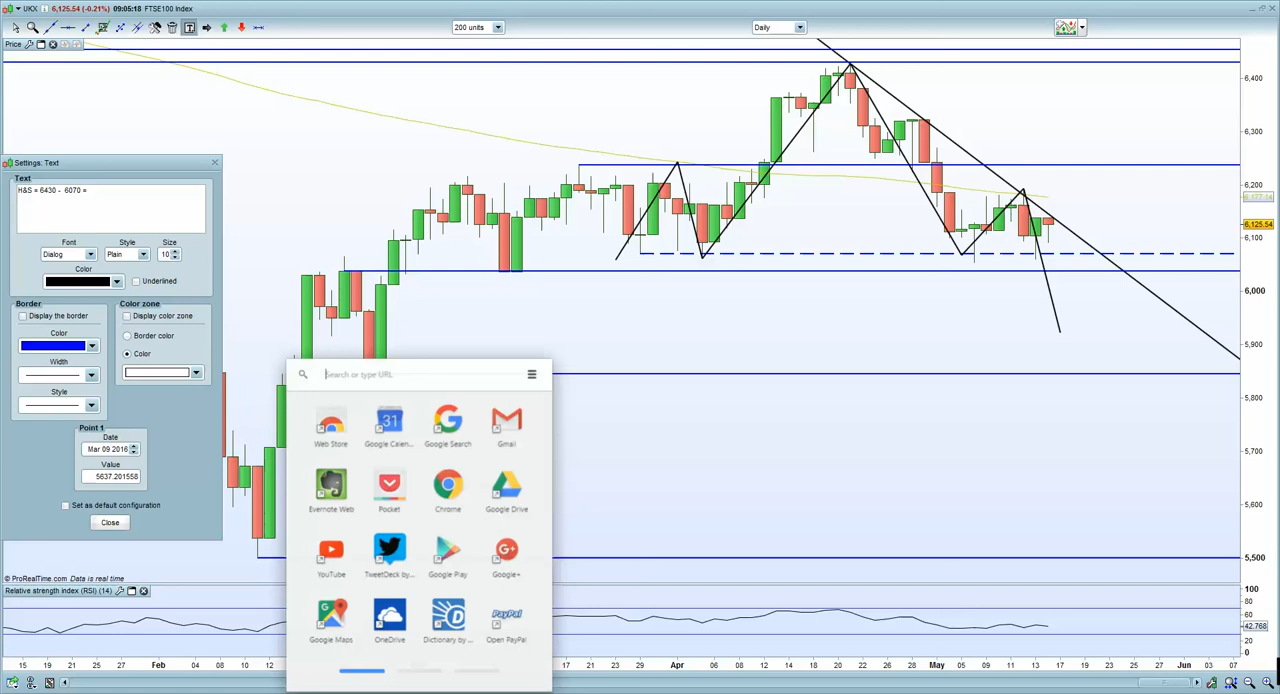 UKX 6,125.54 (-0.21%) 09:05:18 FTSE100 Index
200 units
Daily
Price
6,400
6,300
6,200
6,177.14
6,125.54
6,100
6,000
5,900
5,800
5,700
5,600
5,500
Settings: Text
Text
H&S = 6430 - 6070 =
Font Style Size
Dialog Plain 10
Color
Underlined
Border
Display the border
Color
Width
Style
Color zone
Display color zone
Border color
Color
Point 1
Date
Mar 09 2016
Value
5637.201558
Set as default configuration
Close
Search or type URL
Web Store Google Calen... Google Search Gmail
Evernote Web Pocket Chrome Google Drive
YouTube TweetDeck by... Google Play Google+
Google Maps OneDrive Dictionary by ... Open PayPal
© ProRealTime.com Data is real time
Relative strength index (RSI) (14)
100
80
60
42.768
20
0
15 19 21 25 27 Feb 04 08 10 12 17 21 23 29 Apr 06 08 12 14 18 20 22 26 28 May 05 09 11 13 17 19 23 25 27 Jun 03 07